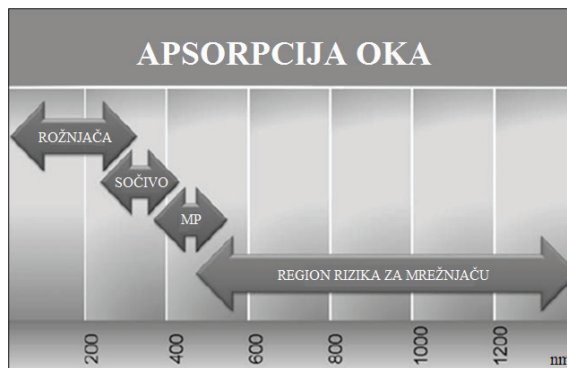 APSORPCIJA OKA
ROŽNJAČA
SOČIVO
MP
REGION RIZIKA ZA MREŽNJAČU
200 400 600 800 1000 1200 nm